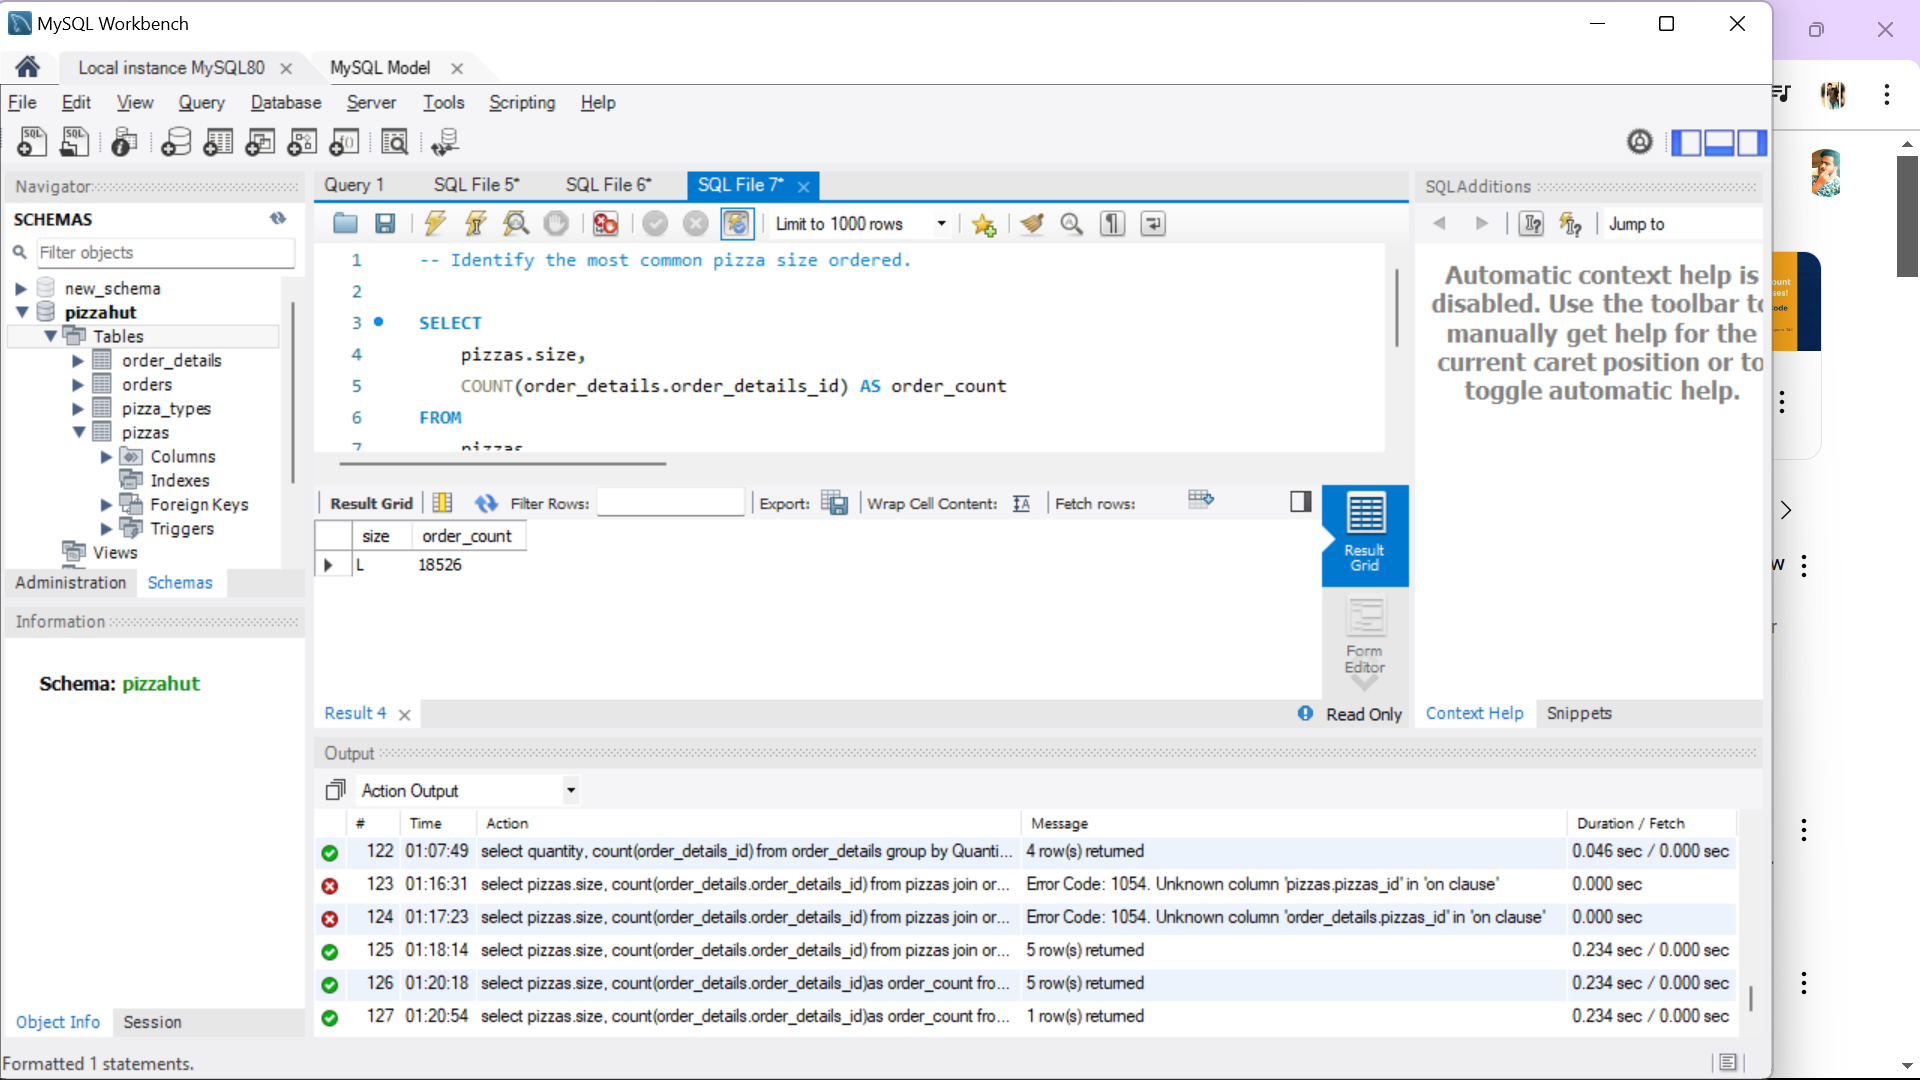 MySQL Workbench
Local instance MySQL80
MySQL Model
File Edit View Query Database Server Tools Scripting Help
Navigator
SCHEMAS
Filter objects
new_schema
pizzahut
Tables
order_details
orders
pizza_types
pizzas
Columns
Indexes
Foreign Keys
Triggers
Views
Administration Schemas
Information
Schema: pizzahut
Object Info Session
Formatted 1 statements.
Query 1 SQL File 5* SQL File 6* SQL File 7*
Limit to 1000 rows
1 -- Identify the most common pizza size ordered.
2
3 SELECT
4 pizzas.size,
5 COUNT(order_details.order_details_id) AS order_count
6 FROM
7 pizzas
Result Grid Filter Rows: Export: Wrap Cell Content: Fetch rows:
size order_count
L 18526
Result Grid
Form Editor
Result 4
Read Only
SQLAdditions
Jump to
Automatic context help is
disabled. Use the toolbar to
manually get help for the
current caret position or to
toggle automatic help.
Context Help Snippets
Output
Action Output
# Time Action Message Duration / Fetch
122 01:07:49 select quantity, count(order_details_id) from order_details group by Quanti... 4 row(s) returned 0.046 sec / 0.000 sec
123 01:16:31 select pizzas.size, count(order_details.order_details_id) from pizzas join or... Error Code: 1054. Unknown column 'pizzas.pizzas_id' in 'on clause' 0.000 sec
124 01:17:23 select pizzas.size, count(order_details.order_details_id) from pizzas join or... Error Code: 1054. Unknown column 'order_details.pizzas_id' in 'on clause' 0.000 sec
125 01:18:14 select pizzas.size, count(order_details.order_details_id) from pizzas join or... 5 row(s) returned 0.234 sec / 0.000 sec
126 01:20:18 select pizzas.size, count(order_details.order_details_id)as order_count fro... 5 row(s) returned 0.234 sec / 0.000 sec
127 01:20:54 select pizzas.size, count(order_details.order_details_id)as order_count fro... 1 row(s) returned 0.234 sec / 0.000 sec